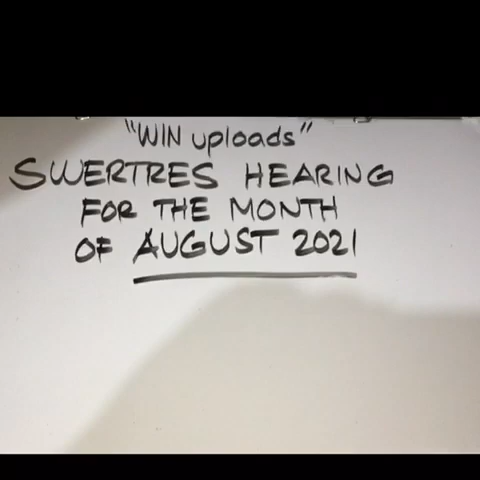 "WIN uploads"
SWERTRES HEARING
FOR THE MONTH
OF AUGUST 2021